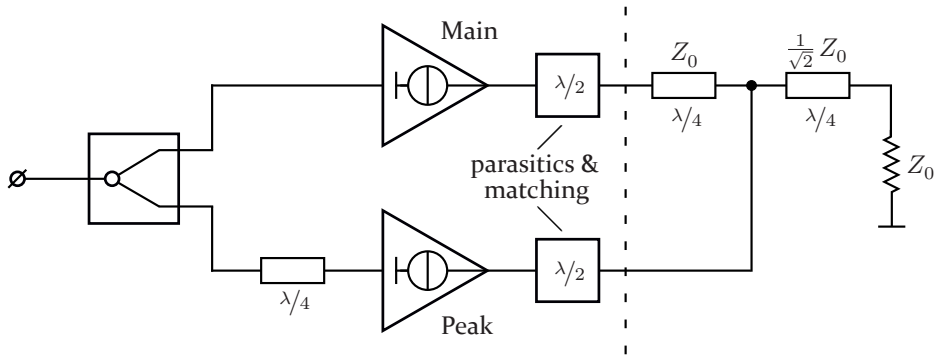 Main
Z₀
1/√2 Z₀
λ/2
λ/4
λ/4
parasitics &
matching
Z₀
λ/4
λ/2
Peak